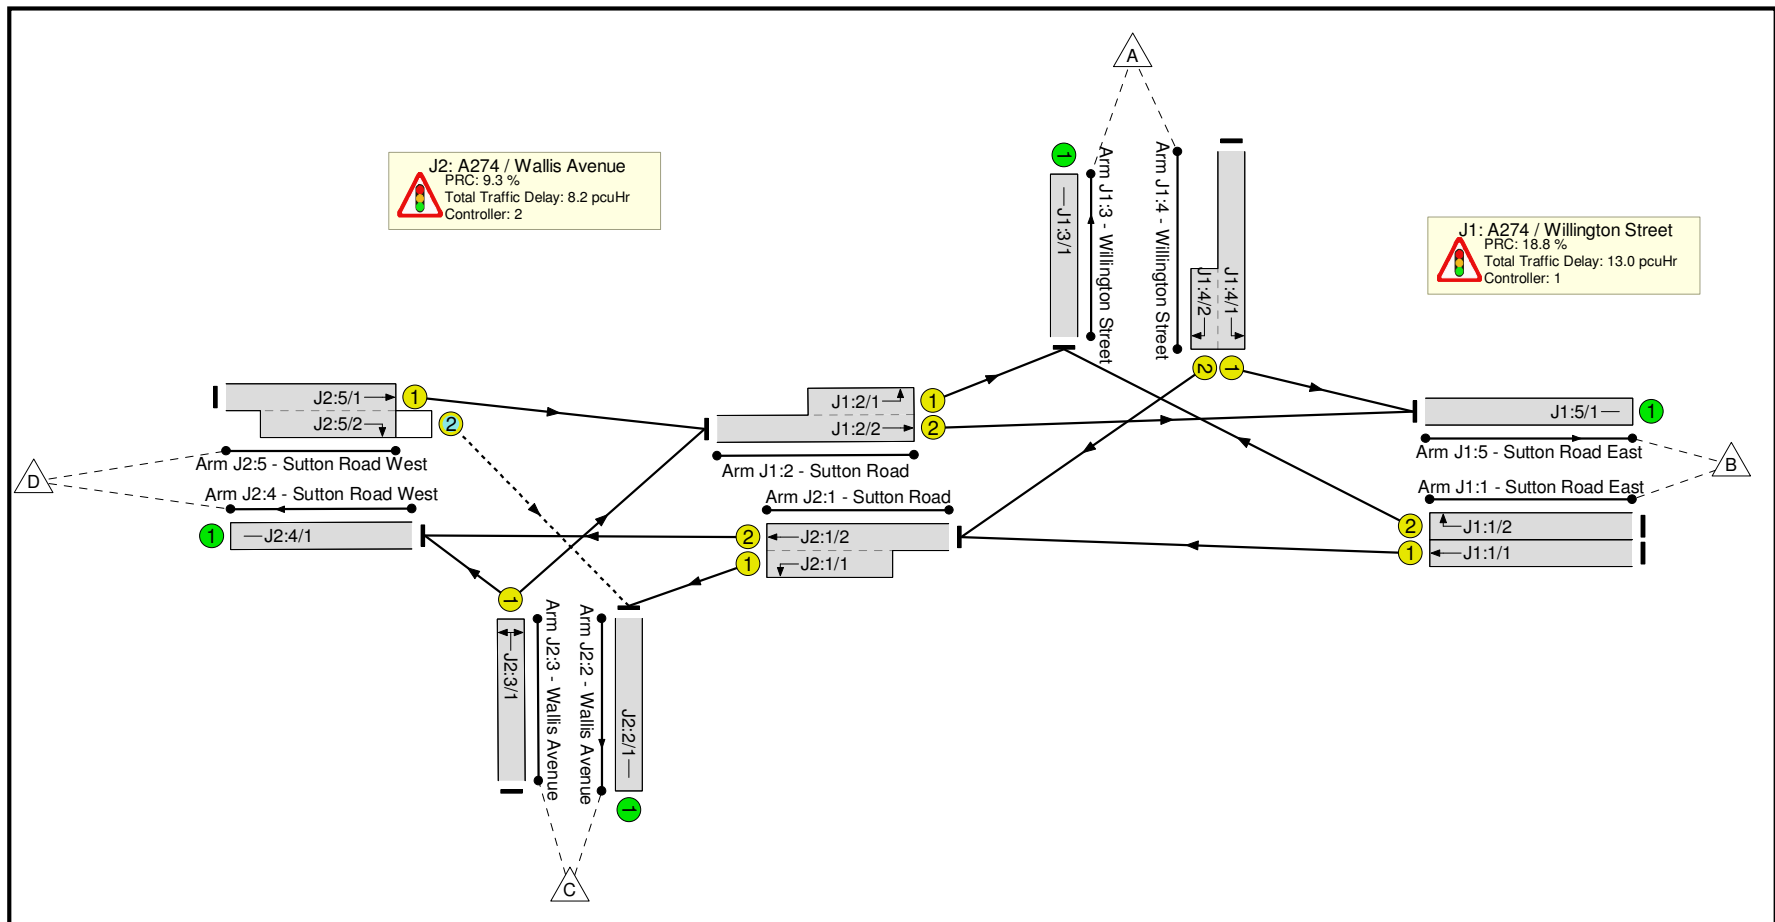 A
J2: A274 / Wallis Avenue
PRC: 9.3 %
Total Traffic Delay: 8.2 pcuHr
Controller: 2
1
J1:3/1
Arm J1:3 - Willington Street
Arm J1:4 - Willington Street
J1:4/2
J1:4/1
2
1
J1: A274 / Willington Street
PRC: 18.8 %
Total Traffic Delay: 13.0 pcuHr
Controller: 1
J2:5/1
1
J2:5/2
2
Arm J2:5 - Sutton Road West
D
Arm J2:4 - Sutton Road West
1
J2:4/1
J1:2/1
1
J1:2/2
2
Arm J1:2 - Sutton Road
Arm J2:1 - Sutton Road
2
J2:1/2
1
J2:1/1
J1:5/1
1
Arm J1:5 - Sutton Road East
B
Arm J1:1 - Sutton Road East
2
J1:1/2
1
J1:1/1
1
J2:3/1
Arm J2:3 - Wallis Avenue
Arm J2:2 - Wallis Avenue
J2:2/1
1
C